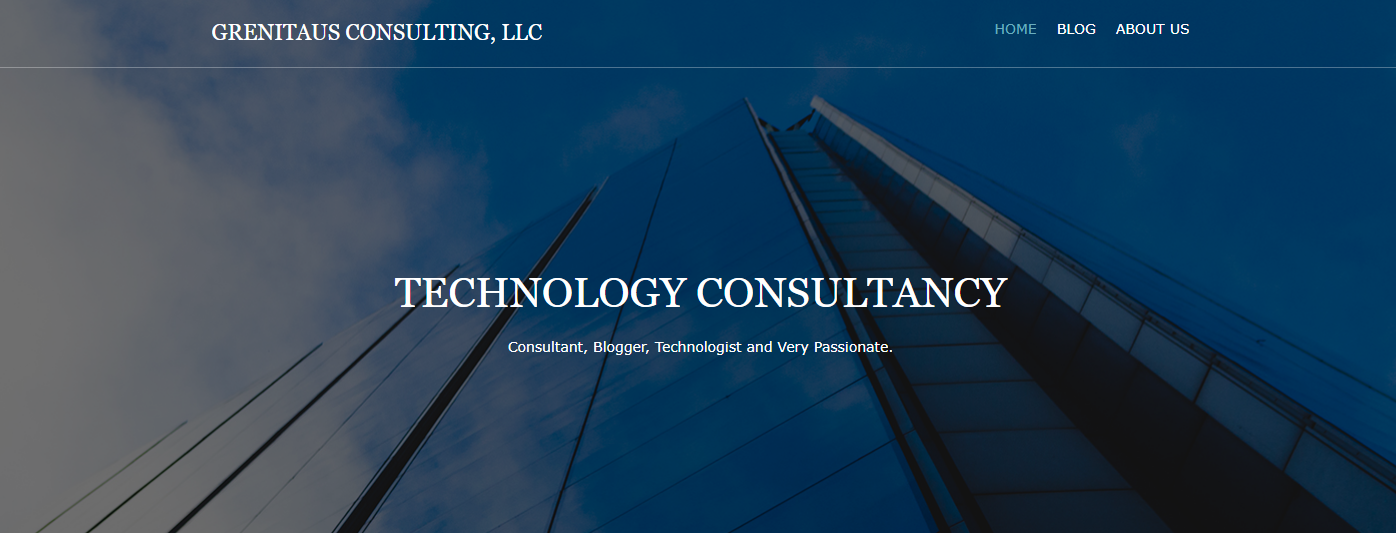 GRENITAUS CONSULTING, LLC
HOME BLOG ABOUT US
TECHNOLOGY CONSULTANCY
Consultant, Blogger, Technologist and Very Passionate.